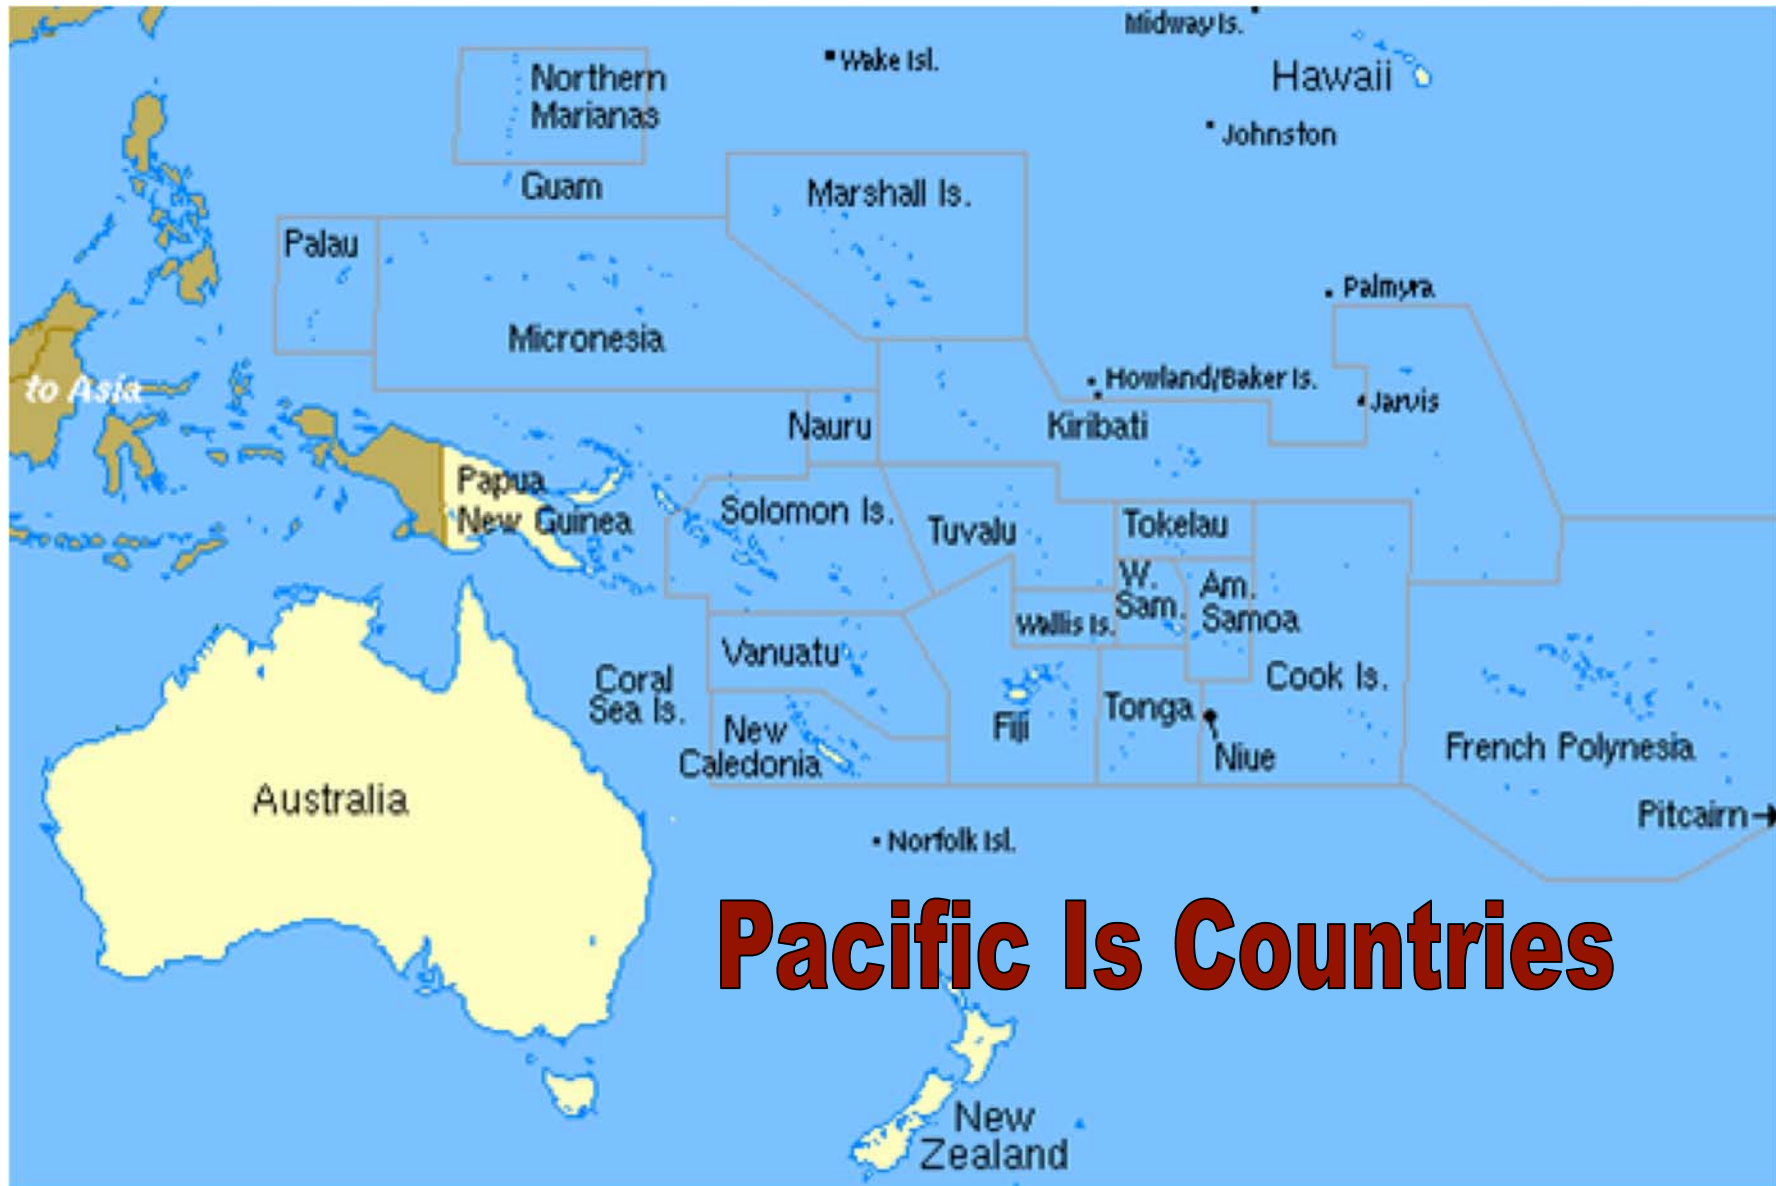 Midway Is.
Wake Isl.
Hawaii
Northern
Marianas
Johnston
Guam
Marshall Is.
Palau
Palmyra
Micronesia
to Asia
Howland/Baker Is.
Jarvis
Nauru
Kiribati
Papua
New Guinea
Solomon Is.
Tuvalu
Tokelau
W.
Sam.
Am.
Samoa
Wallis Is.
Vanuatu
Coral
Sea Is.
Cook Is.
Tonga
Fiji
New
Caledonia
Niue
French Polynesia
Australia
Pitcairn
Norfolk Isl.
Pacific Is Countries
New
Zealand